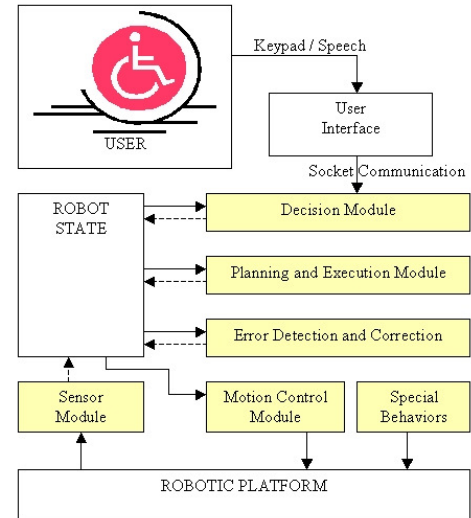 Keypad / Speech
USER
User
Interface
Socket Communication
ROBOT
STATE
Decision Module
Planning and Execution Module
Error Detection and Correction
Sensor
Module
Motion Control
Module
Special
Behaviors
ROBOTIC PLATFORM